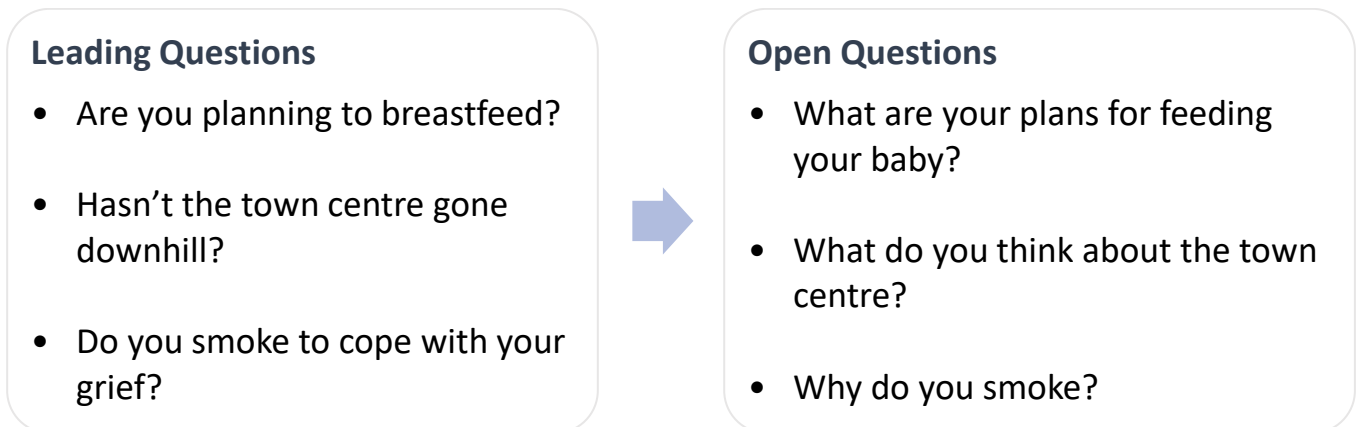 Leading Questions
• Are you planning to breastfeed?
• Hasn’t the town centre gone
downhill?
• Do you smoke to cope with your
grief?
Open Questions
• What are your plans for feeding
your baby?
• What do you think about the town
centre?
• Why do you smoke?